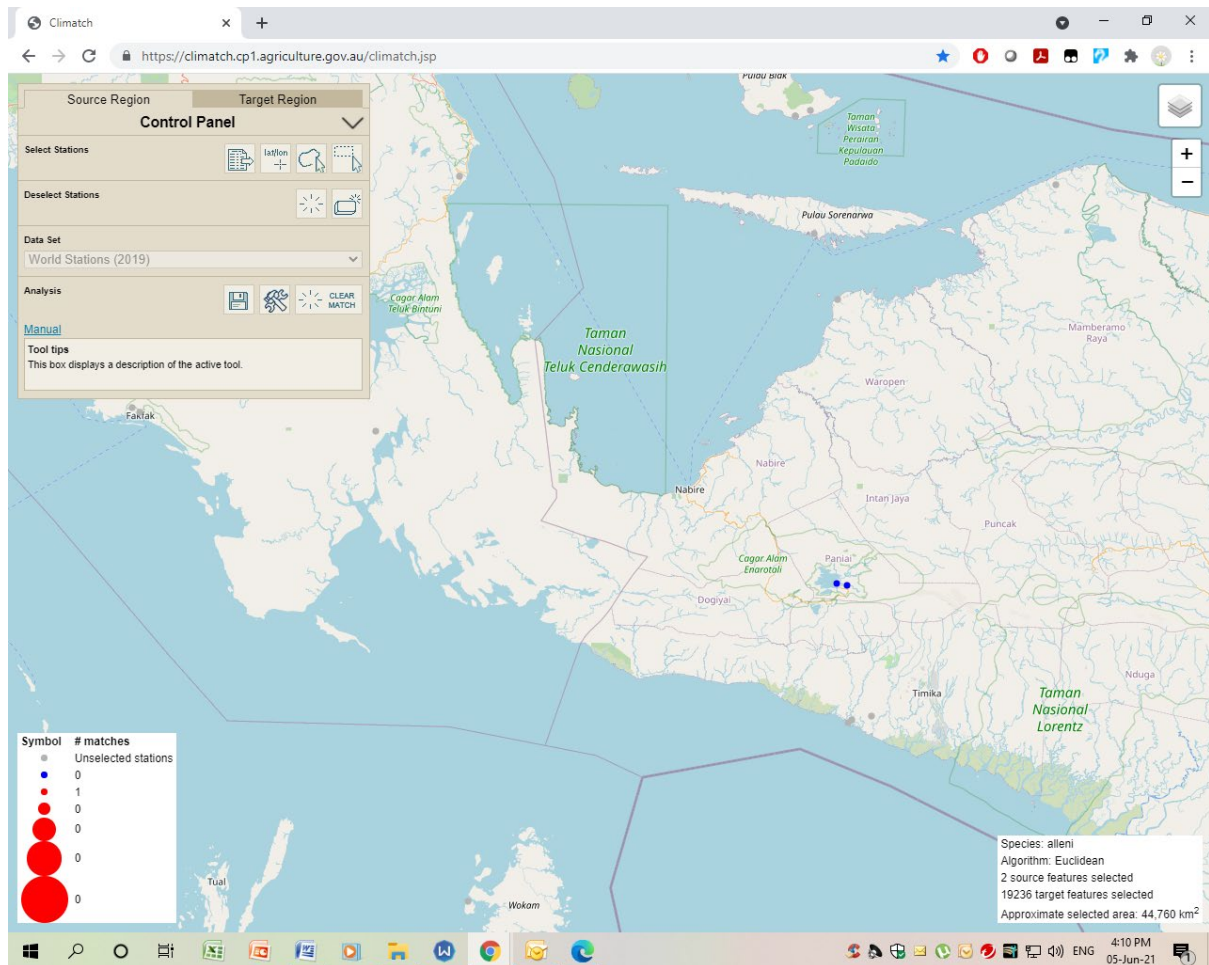 Climatch
https://climatch.cp1.agriculture.gov.au/climatch.jsp
Source Region
Target Region
Control Panel
Select Stations
lat/lon
Deselect Stations
Data Set
World Stations (2019)
Analysis
CLEAR
MATCH
Manual
Tool tips
This box displays a description of the active tool.
Pulau Biak
Taman
Wisata
Perairan
Kepulauan
Padaido
Pulau Sorenarwa
+
−
Cagar Alam
Teluk Bintuni
Taman
Nasional
Teluk Cenderawasih
Mamberamo
Raya
Waropen
Fakfak
Nabire
Nabire
Intan Jaya
Puncak
Cagar Alam
Enarotali
Paniai
Dogiyai
Nduga
Timika
Taman
Nasional
Lorentz
Tual
Wokam
Symbol # matches
Unselected stations
0
1
0
0
0
0
Species: alleni
Algorithm: Euclidean
2 source features selected
19236 target features selected
Approximate selected area: 44,760 km²
ENG
4:10 PM
05-Jun-21